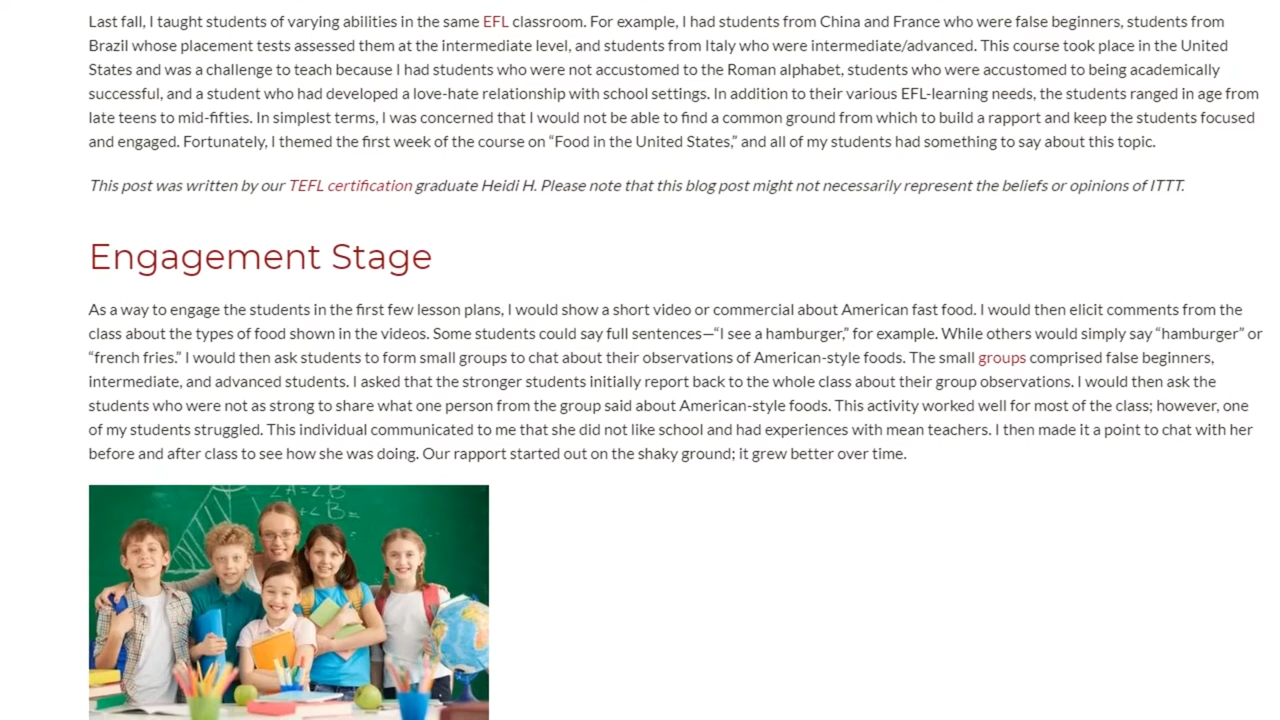 Last fall, I taught students of varying abilities in the same EFL classroom. For example, I had students from China and France who were false beginners, students from
Brazil whose placement tests assessed them at the intermediate level, and students from Italy who were intermediate/advanced. This course took place in the United
States and was a challenge to teach because I had students who were not accustomed to the Roman alphabet, students who were accustomed to being academically
successful, and a student who had developed a love-hate relationship with school settings. In addition to their various EFL-learning needs, the students ranged in age from
late teens to mid-fifties. In simplest terms, I was concerned that I would not be able to find a common ground from which to build a rapport and keep the students focused
and engaged. Fortunately, I themed the first week of the course on “Food in the United States,” and all of my students had something to say about this topic.
This post was written by our TEFL certification graduate Heidi H. Please note that this blog post might not necessarily represent the beliefs or opinions of ITTT.
Engagement Stage
As a way to engage the students in the first few lesson plans, I would show a short video or commercial about American fast food. I would then elicit comments from the
class about the types of food shown in the videos. Some students could say full sentences—“I see a hamburger,” for example. While others would simply say “hamburger” or
“french fries.” I would then ask students to form small groups to chat about their observations of American-style foods. The small groups comprised false beginners,
intermediate, and advanced students. I asked that the stronger students initially report back to the whole class about their group observations. I would then ask the
students who were not as strong to share what one person from the group said about American-style foods. This activity worked well for most of the class; however, one
of my students struggled. This individual communicated to me that she did not like school and had experiences with mean teachers. I then made it a point to chat with her
before and after class to see how she was doing. Our rapport started out on the shaky ground; it grew better over time.